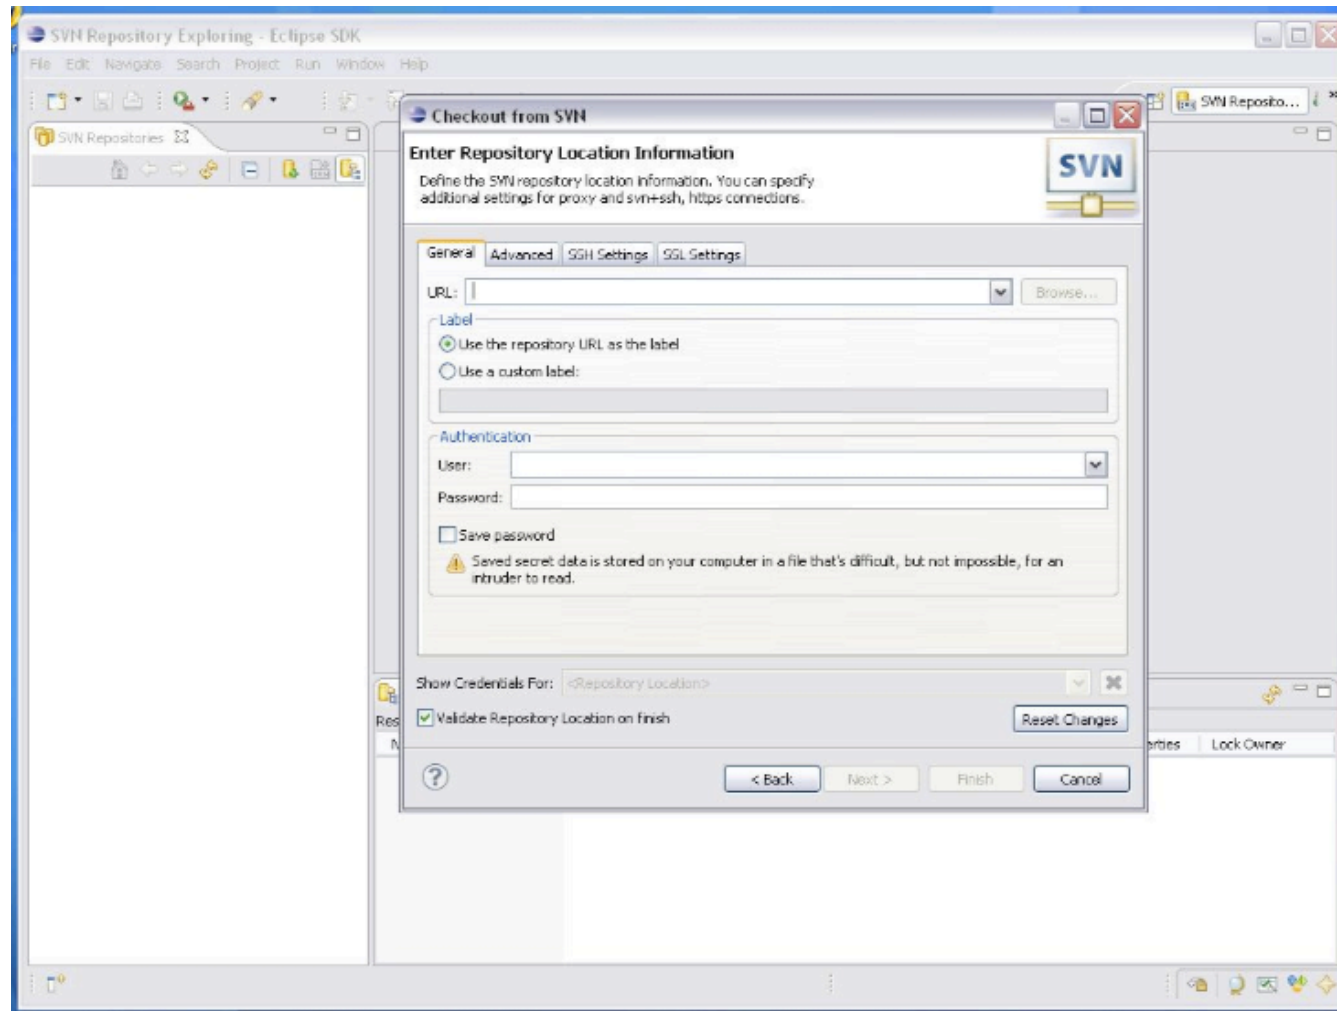 SVN Repository Exploring - Eclipse SDK
File Edit Navigate Search Project Run Window Help
SVN Reposito...
SVN Repositories
Checkout from SVN
Enter Repository Location Information
Define the SVN repository location information. You can specify
additional settings for proxy and svn+ssh, https connections.
SVN
General Advanced SSH Settings SSL Settings
URL: Browse...
Label
Use the repository URL as the label
Use a custom label:
Authentication
User:
Password:
Save password
Saved secret data is stored on your computer in a file that's difficult, but not impossible, for an
intruder to read.
Show Credentials For: <Repository Location>
Validate Repository Location on finish Reset Changes
Res
N erties Lock Owner
? < Back Next > Finish Cancel